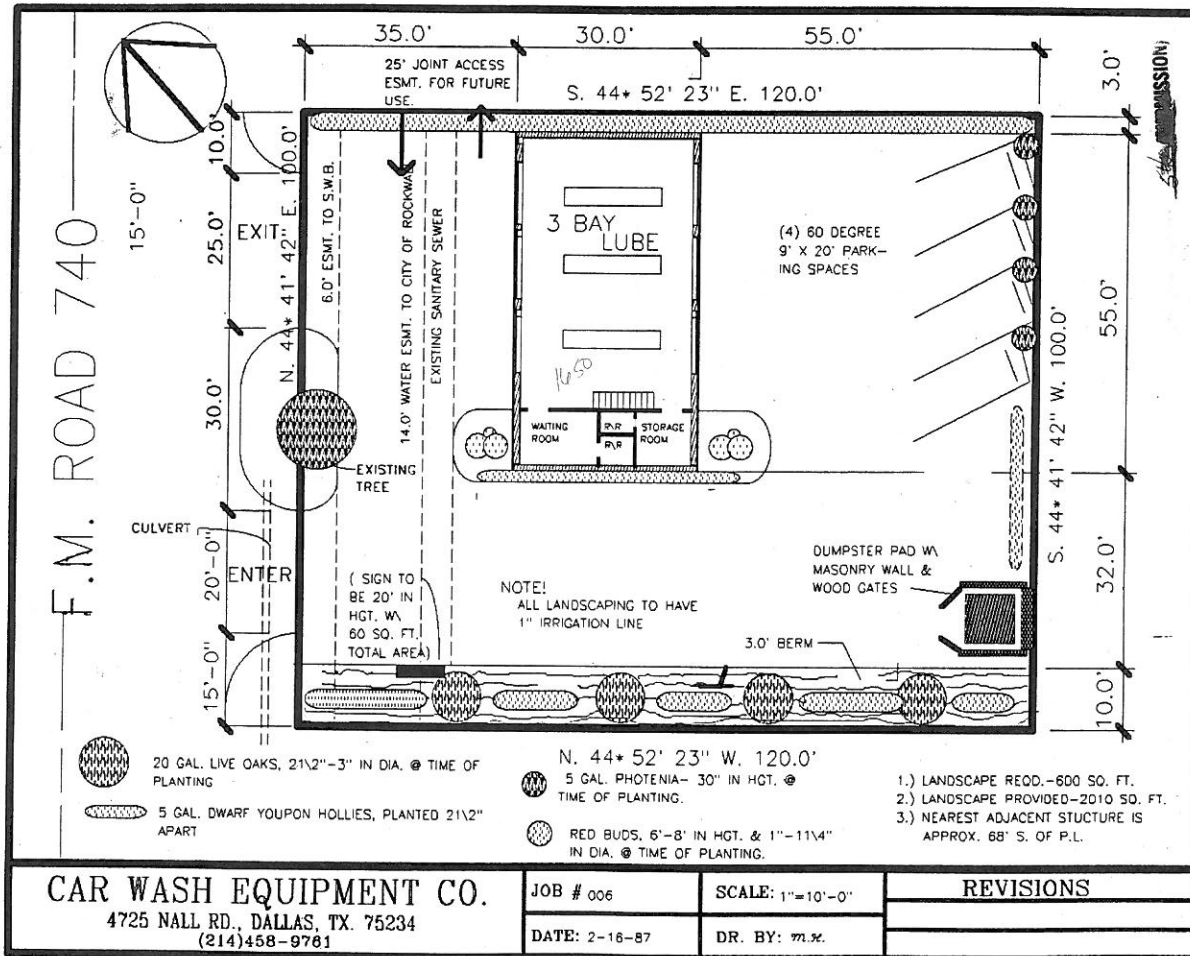 35.0'
30.0'
55.0'
3.0'
25' JOINT ACCESS
ESMT. FOR FUTURE
USE.
S. 44* 52' 23" E. 120.0'
F.M. ROAD 740
15'-0"
10.0'
25.0'
30.0'
20'-0"
15'-0"
EXIT
N. 44* 41' 42" E. 100.0'
6.0' ESMT. TO S.W.B.
14.0' WATER ESMT. TO CITY OF ROCKWALL
EXISTING SANITARY SEWER
3 BAY
LUBE
1650
(4) 60 DEGREE
9' X 20' PARK-
ING SPACES
55.0'
S. 44* 41' 42" W. 100.0'
WAITING
ROOM
R\R
R\R
STORAGE
ROOM
EXISTING
TREE
CULVERT
ENTER
( SIGN TO
BE 20' IN
HGT. W\
60 SQ. FT.
TOTAL AREA)
NOTE!
ALL LANDSCAPING TO HAVE
1" IRRIGATION LINE
DUMPSTER PAD W\
MASONRY WALL &
WOOD GATES
3.0' BERM
32.0'
10.0'
N. 44* 52' 23" W. 120.0'
20 GAL. LIVE OAKS, 21\2"-3" IN DIA. @ TIME OF
PLANTING
5 GAL. DWARF YOUPON HOLLIES, PLANTED 21\2"
APART
5 GAL. PHOTENIA- 30" IN HGT. @
TIME OF PLANTING.
RED BUDS, 6'-8' IN HGT. & 1"-11\4"
IN DIA. @ TIME OF PLANTING.
1.) LANDSCAPE REQD.-600 SQ. FT.
2.) LANDSCAPE PROVIDED-2010 SQ. FT.
3.) NEAREST ADJACENT STUCTURE IS
APPROX. 68' S. OF P.L.
CAR WASH EQUIPMENT CO.
4725 NALL RD., DALLAS, TX. 75234
(214)458-9761
JOB # 006
SCALE: 1"=10'-0"
REVISIONS
DATE: 2-16-87
DR. BY: m.k.